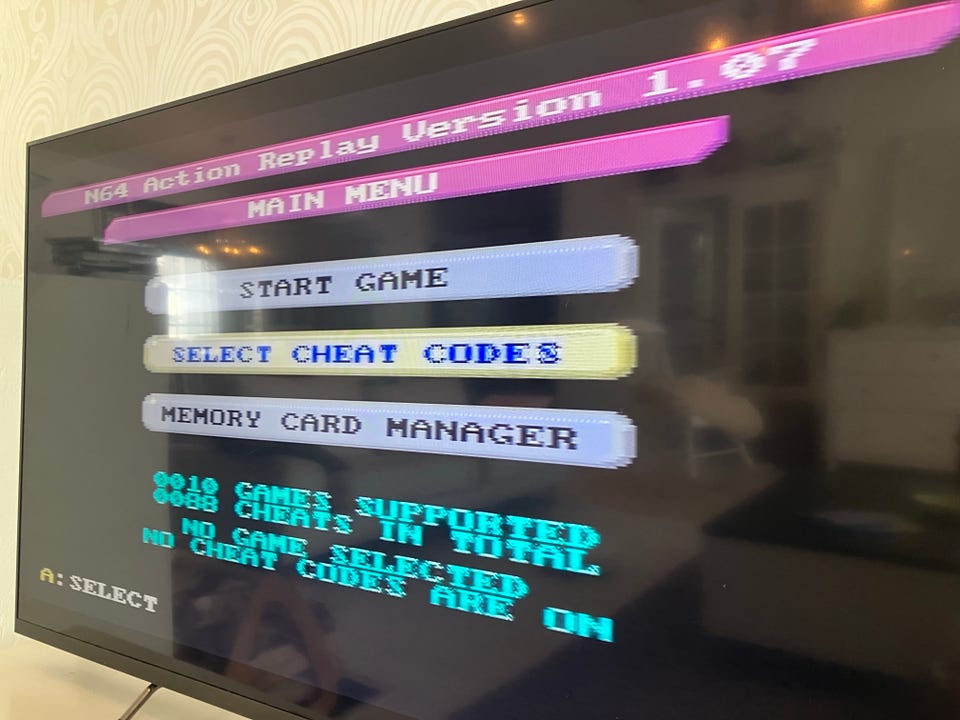 N64 Action Replay Version 1.07
MAIN MENU
START GAME
SELECT CHEAT CODES
MEMORY CARD MANAGER
0010 GAMES SUPPORTED
0088 CHEATS IN TOTAL
NO GAME SELECTED
NO CHEAT CODES ARE ON
A:SELECT